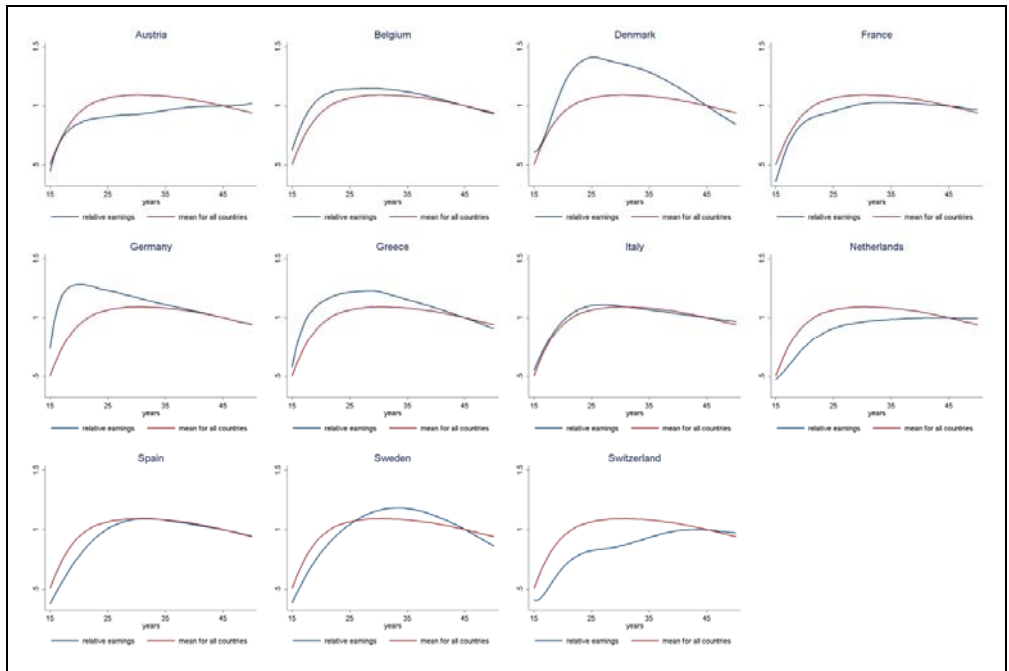 Austria Belgium Denmark France
1.5 1.5 1.5 1.5
1 1 1 1
.5 .5 .5 .5
15 25 35 45 15 25 35 45 15 25 35 45 15 25 35 45
years years years years
relative earnings mean for all countries relative earnings mean for all countries relative earnings mean for all countries relative earnings mean for all countries
Germany Greece Italy Netherlands
1.5 1.5 1.5 1.5
1 1 1 1
.5 .5 .5 .5
15 25 35 45 15 25 35 45 15 25 35 45 15 25 35 45
years years years years
relative earnings mean for all countries relative earnings mean for all countries relative earnings mean for all countries relative earnings mean for all countries
Spain Sweden Switzerland
1.5 1.5 1.5
1 1 1
.5 .5 .5
15 25 35 45 15 25 35 45 15 25 35 45
years years years
relative earnings mean for all countries relative earnings mean for all countries relative earnings mean for all countries